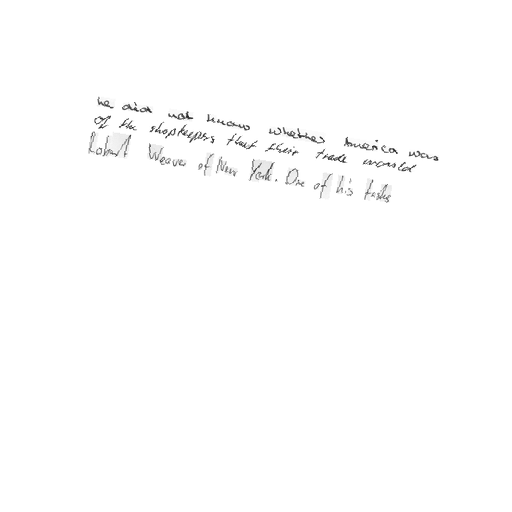 he did not know whether America was
of the shopkeepers that their trade would
Robert Weaver of New York. One of his tasks